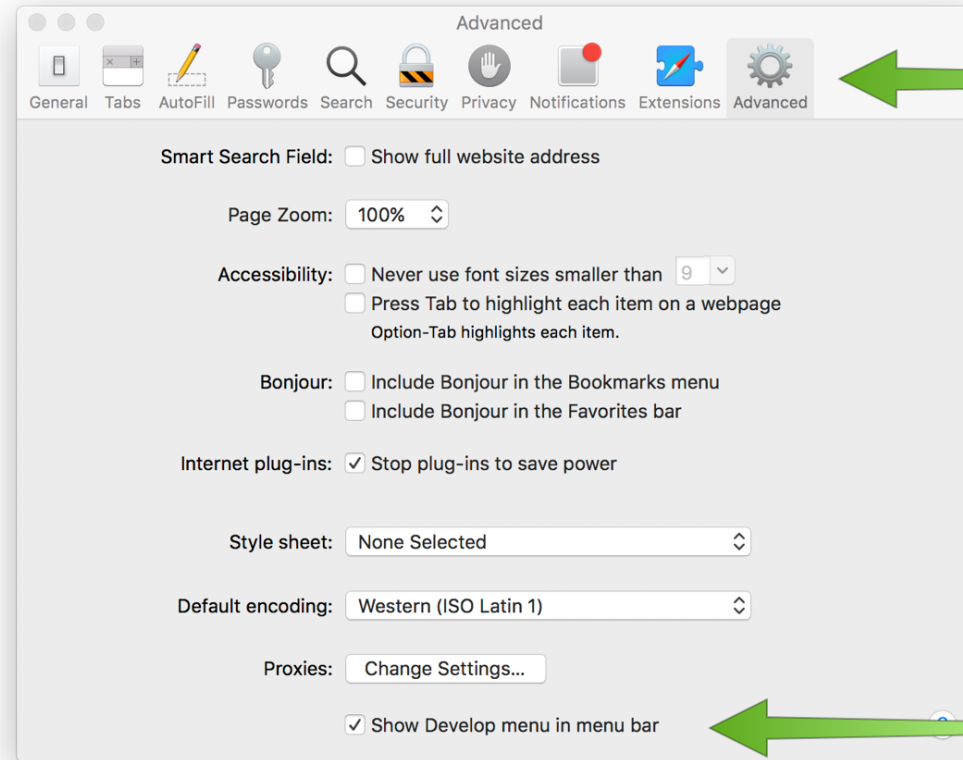 Advanced
General Tabs AutoFill Passwords Search Security Privacy Notifications Extensions Advanced
Smart Search Field: Show full website address
Page Zoom: 100%
Accessibility: Never use font sizes smaller than 9
Press Tab to highlight each item on a webpage
Option-Tab highlights each item.
Bonjour: Include Bonjour in the Bookmarks menu
Include Bonjour in the Favorites bar
Internet plug-ins: Stop plug-ins to save power
Style sheet: None Selected
Default encoding: Western (ISO Latin 1)
Proxies: Change Settings...
Show Develop menu in menu bar